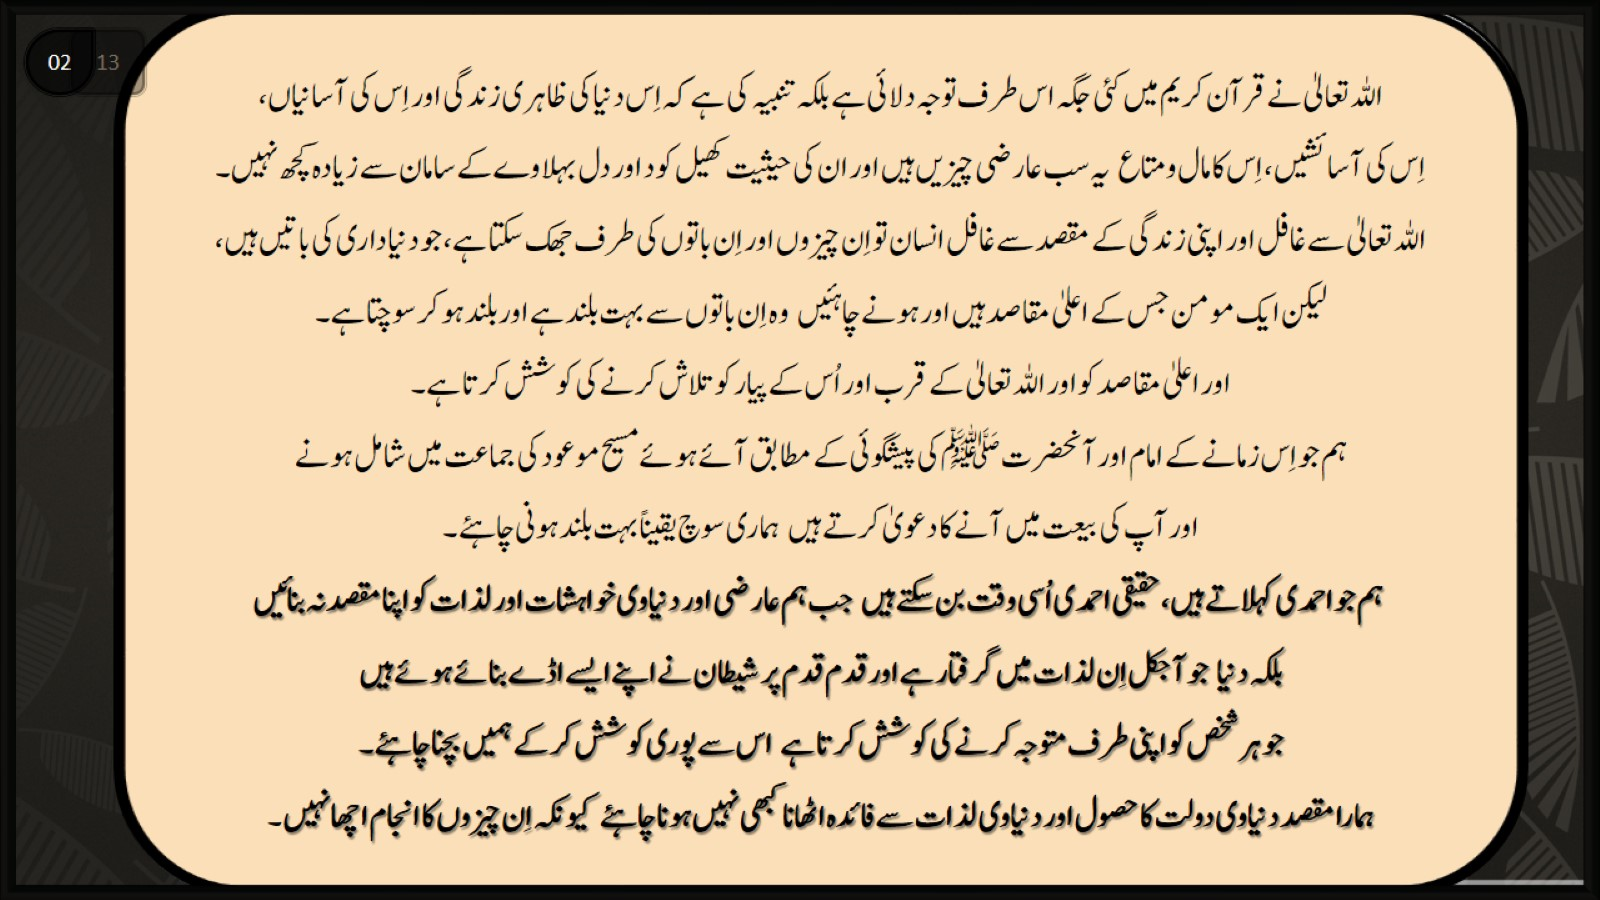 02 13
اللہ تعالیٰ نے قرآن کریم میں کئی جگہ اس طرف توجہ دلائی ہے بلکہ تنبیہ کی ہے کہ اِس دنیا کی ظاہری زندگی اور اِس کی آسانیاں،
اِس کی آسائشیں، اِس کا مال و متاع یہ سب عارضی چیزیں ہیں اور ان کی حیثیت کھیل کود اور دل بہلاوے کے سامان سے زیادہ کچھ نہیں۔
اللہ تعالیٰ سے غافل اور اپنی زندگی کے مقصد سے غافل انسان تو اِن چیزوں اور اِن باتوں کی طرف جھک سکتا ہے، جو دنیاداری کی باتیں ہیں،
لیکن ایک مومن جس کے اعلیٰ مقاصد ہیں اور ہونے چاہئیں وہ اِن باتوں سے بہت بلند ہے اور بلند ہو کر سوچتا ہے۔
اور اعلیٰ مقاصد کو اور اللہ تعالیٰ کے قرب اور اُس کے پیار کو تلاش کرنے کی کوشش کرتا ہے۔
ہم جو اِس زمانے کے امام اور آنحضرت ﷺ کی پیشگوئی کے مطابق آئے ہوئے مسیح موعود کی جماعت میں شامل ہونے
اور آپ کی بیعت میں آنے کا دعویٰ کرتے ہیں ہماری سوچ یقیناً بہت بلند ہونی چاہئے۔
ہم جو احمدی کہلاتے ہیں، حقیقی احمدی اُسی وقت بن سکتے ہیں جب ہم عارضی اور دنیاوی خواہشات اور لذات کو اپنا مقصد نہ بنائیں
بلکہ دنیا جو آجکل اِن لذات میں گرفتار ہے اور قدم قدم پر شیطان نے اپنے ایسے اڈے بنائے ہوئے ہیں
جو ہر شخص کو اپنی طرف متوجہ کرنے کی کوشش کرتا ہے اس سے پوری کوشش کرکے ہمیں بچنا چاہئے۔
ہمارا مقصد دنیاوی دولت کا حصول اور دنیاوی لذات سے فائدہ اٹھانا کبھی نہیں ہونا چاہئے کیونکہ اِن چیزوں کا انجام اچھا نہیں۔